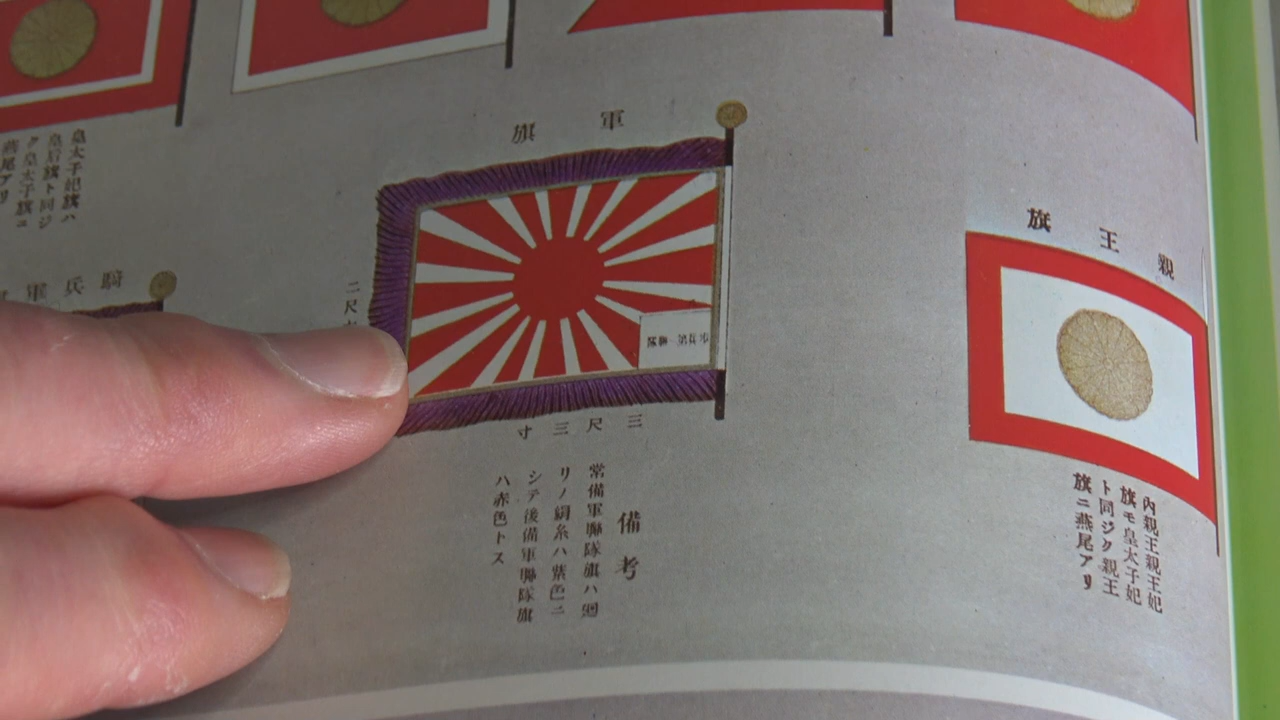 軍旗
三尺三寸
備考
常備軍聯隊旗ハ廻
リノ絹糸ハ紫色ニ
シテ後備軍聯隊旗
ハ赤色トス
親王旗
內親王親王妃
旗モ皇太子妃
ト同ジク親王
旗ニ燕尾アリ
皇太子妃旗ハ
皇后旗ト同ジ
ク皇太子旗ニ
燕尾アリ
騎兵軍
二尺